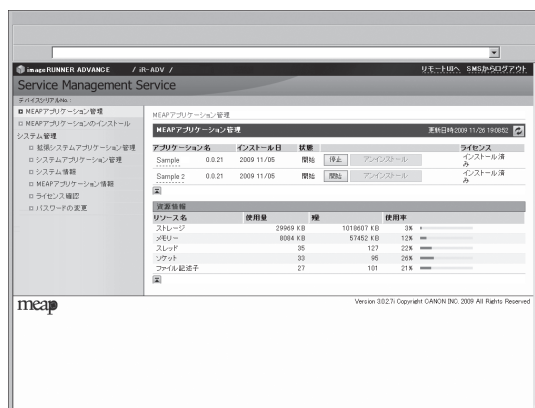 imageRUNNER ADVANCE / iR-ADV / リモートUIへ SMSからログアウト
Service Management Service
デバイスシリアルNo.:
MEAPアプリケーション管理
MEAPアプリケーションのインストール
システム管理
拡張システムアプリケーション管理
システムアプリケーション管理
システム情報
MEAPアプリケーション情報
ライセンス確認
パスワードの変更
MEAPアプリケーション管理
MEAPアプリケーション管理 更新日時:2009 11/26 19:08:52
アプリケーション名 インストール日 状態 ライセンス
Sample 0.0.21 2009 11/05 開始 停止 アンインストール インストール済み
Sample 2 0.0.21 2009 11/05 開始 開始 アンインストール インストール済み
資源情報
リソース名 使用量 残量 使用率
ストレージ 29969 KB 1018607 KB 3%
メモリー 8084 KB 57452 KB 12%
スレッド 35 127 22%
ソケット 33 95 26%
ファイル記述子 27 101 21%
meap Version 3.0.2.7i Copyright CANON INC. 2009 All Rights Reserved